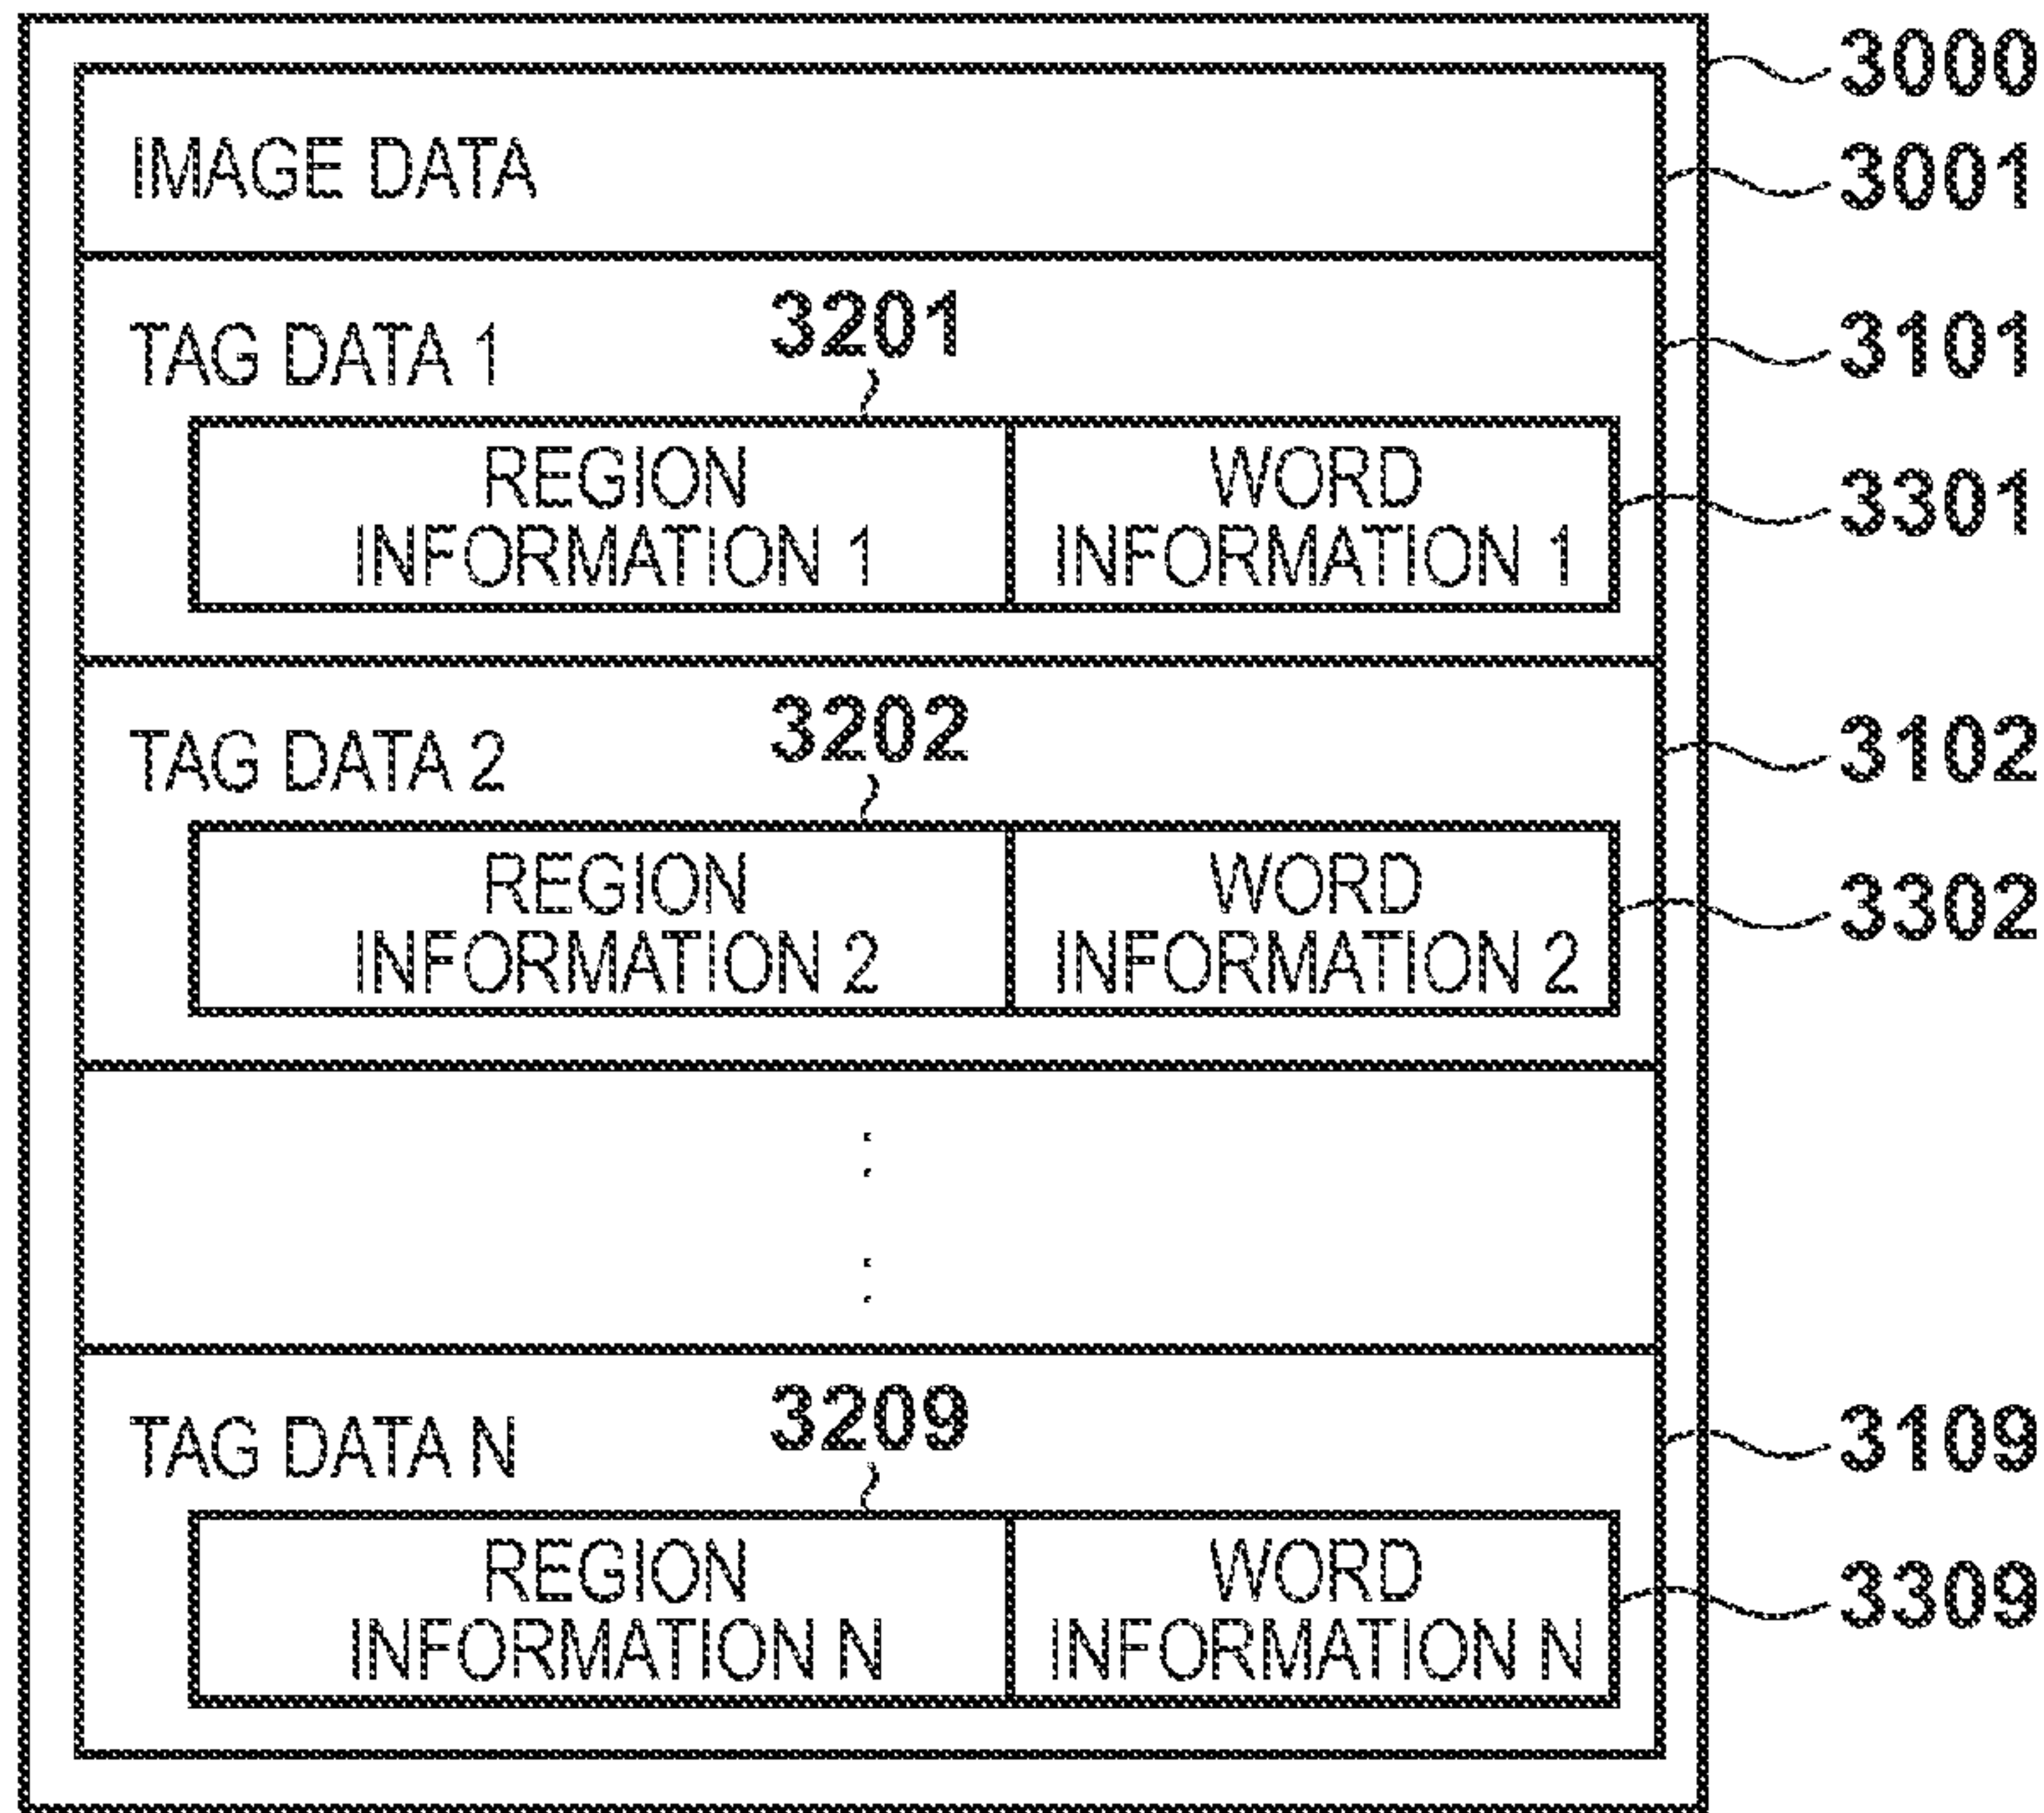 3000
IMAGE DATA
3001
TAG DATA 1
3201
3101
REGION
INFORMATION 1
WORD
INFORMATION 1
3301
TAG DATA 2
3202
3102
REGION
INFORMATION 2
WORD
INFORMATION 2
3302
:
:
TAG DATA N
3209
3109
REGION
INFORMATION N
WORD
INFORMATION N
3309